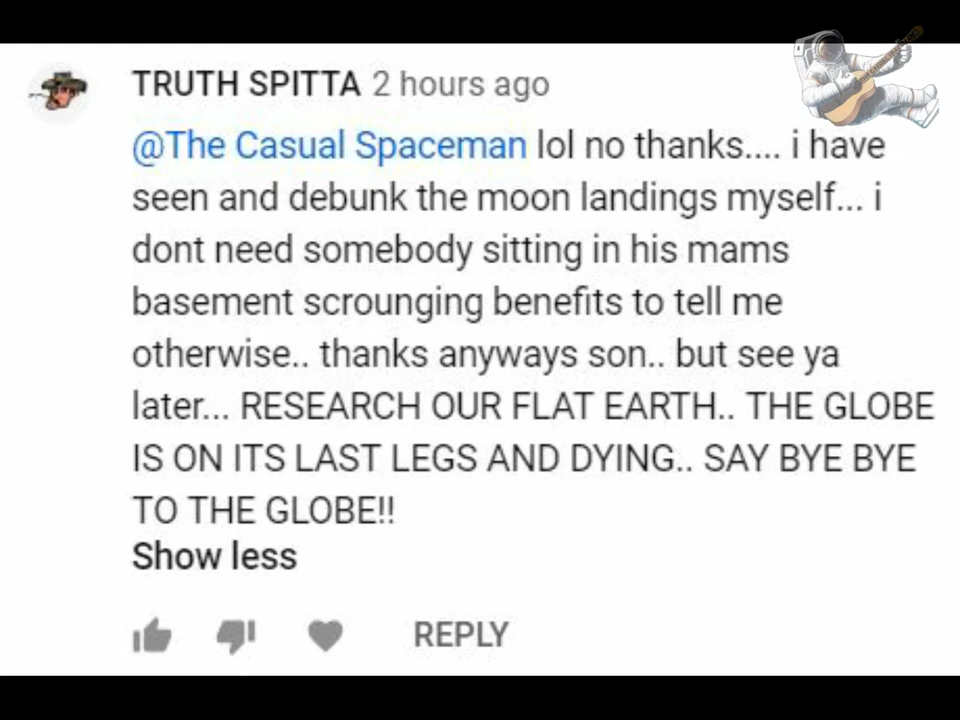 TRUTH SPITTA 2 hours ago
@The Casual Spaceman lol no thanks.... i have
seen and debunk the moon landings myself... i
dont need somebody sitting in his mams
basement scrounging benefits to tell me
otherwise.. thanks anyways son.. but see ya
later... RESEARCH OUR FLAT EARTH.. THE GLOBE
IS ON ITS LAST LEGS AND DYING.. SAY BYE BYE
TO THE GLOBE!!
Show less
REPLY